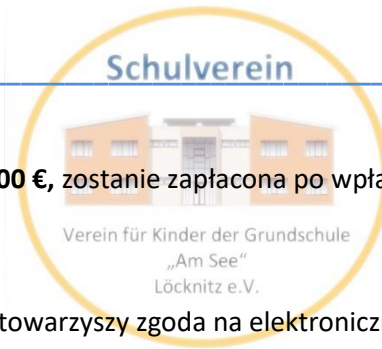 Schulverein
00 €, zostanie zapłacona po wpła
Verein für Kinder der Grundschule
„Am See“
Löcknitz e.V.
towarzyszy zgoda na elektronicz